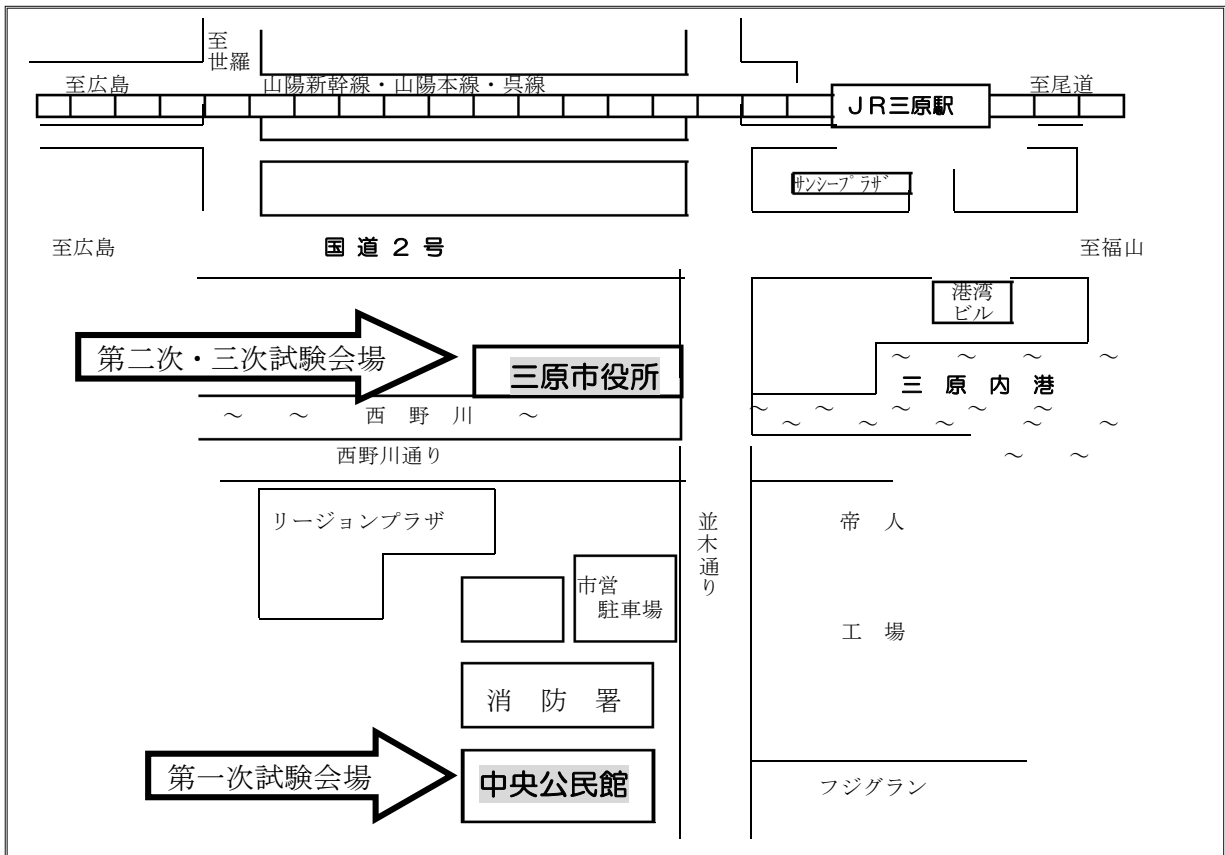 至
世羅
至広島
山陽新幹線・山陽本線・呉線
JR三原駅
至尾道
サンシープラザ
至広島
国道2号
至福山
港湾
ビル
第二次・三次試験会場
三原市役所
～ ～ ～ ～
三原内港
～ ～ 西野川 ～
～ ～ ～ ～ ～
～ ～ ～ ～ ～
西野川通り
～ ～
リージョンプラザ
並木通り
帝人
市営
駐車場
工場
消防署
第一次試験会場
中央公民館
フジグラン